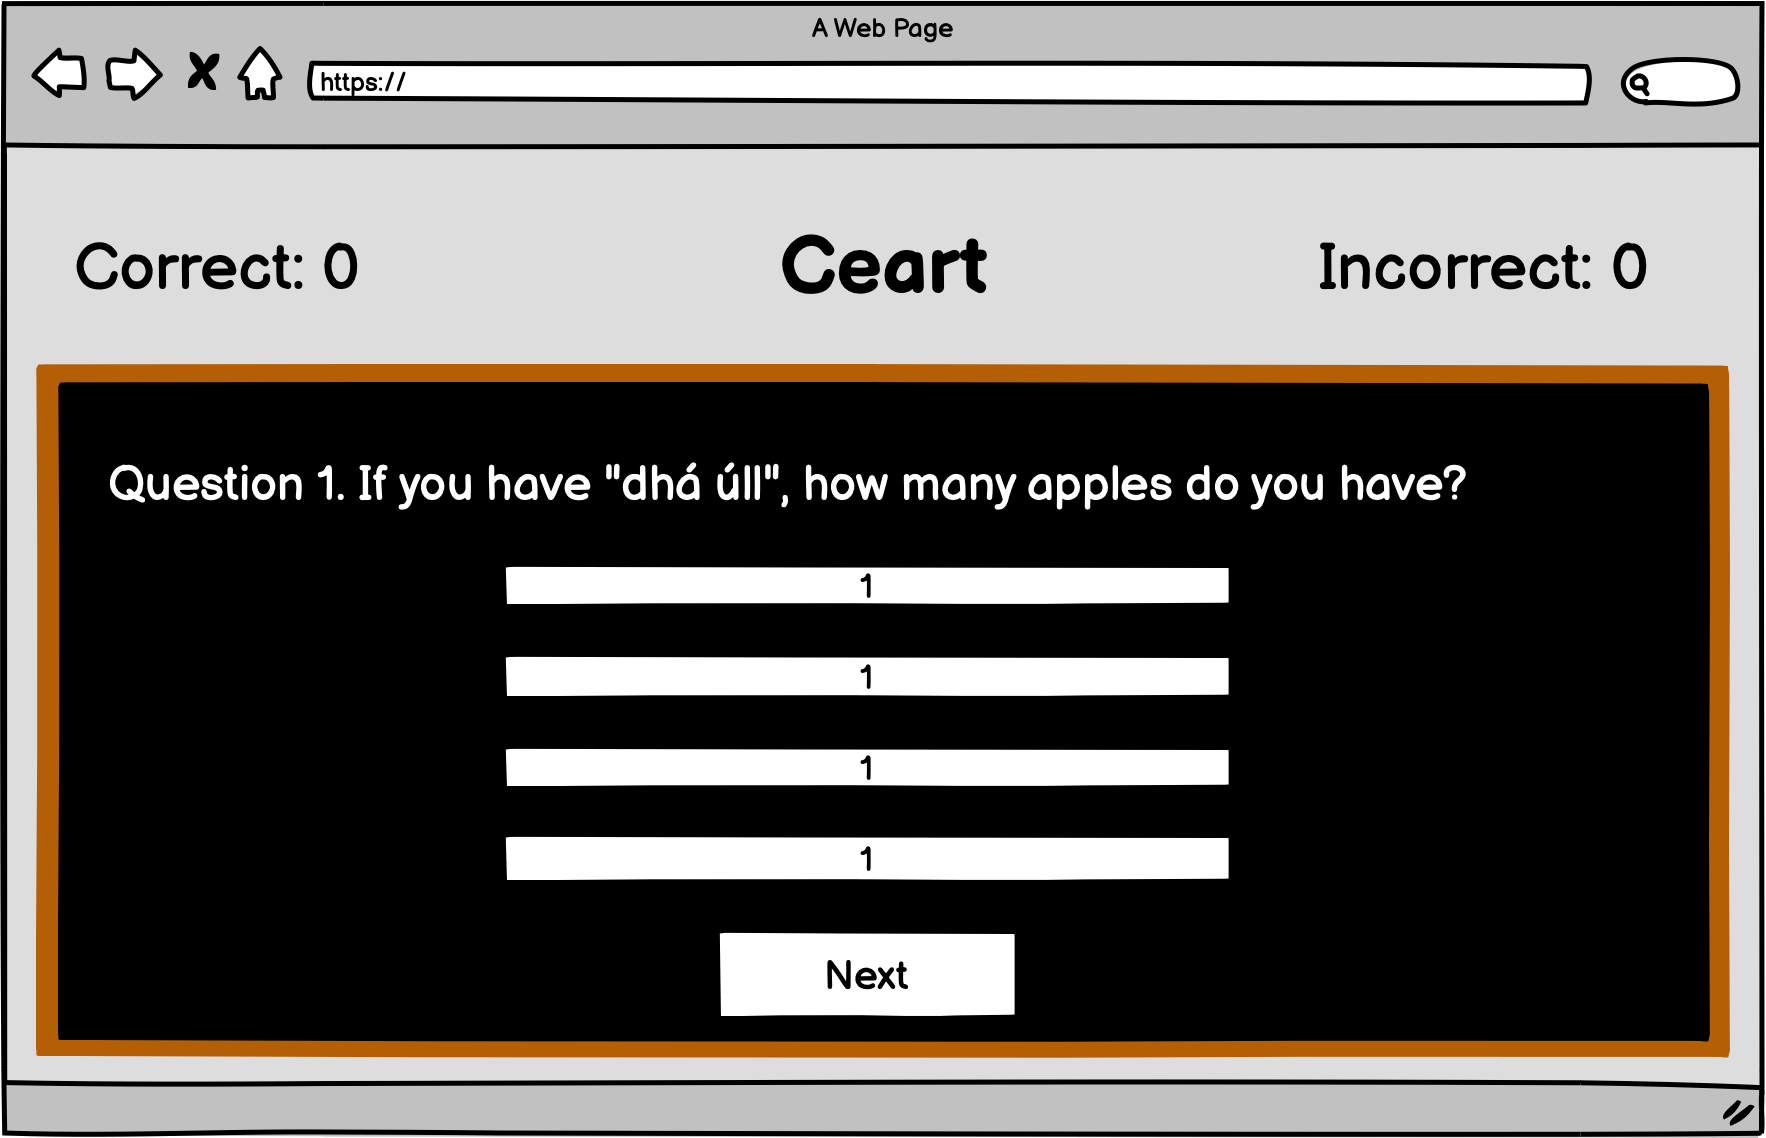 A Web Page
https://
Correct: 0
Ceart
Incorrect: 0
Question 1. If you have "dhá úll", how many apples do you have?
1
1
1
1
Next